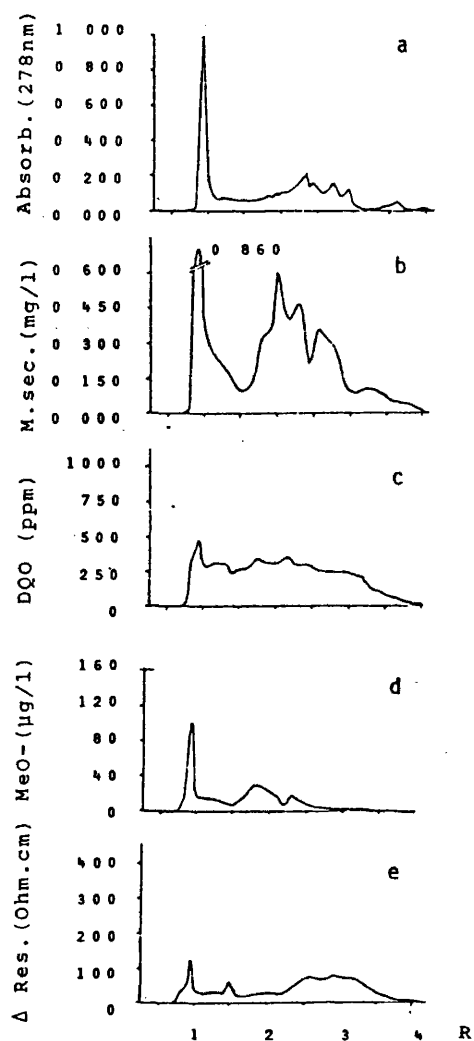 Absorb.(278nm)
1 000
0 800
0 600
0 400
0 200
0 000
a
M.sec.(mg/l)
0 860
0 600
0 450
0 300
0 150
0 000
b
DQO (ppm)
1000
750
500
250
0
c
MeO-(µg/l)
160
120
80
40
0
d
Δ Res.(Ohm.cm)
400
300
200
100
0
e
1 2 3 4 R